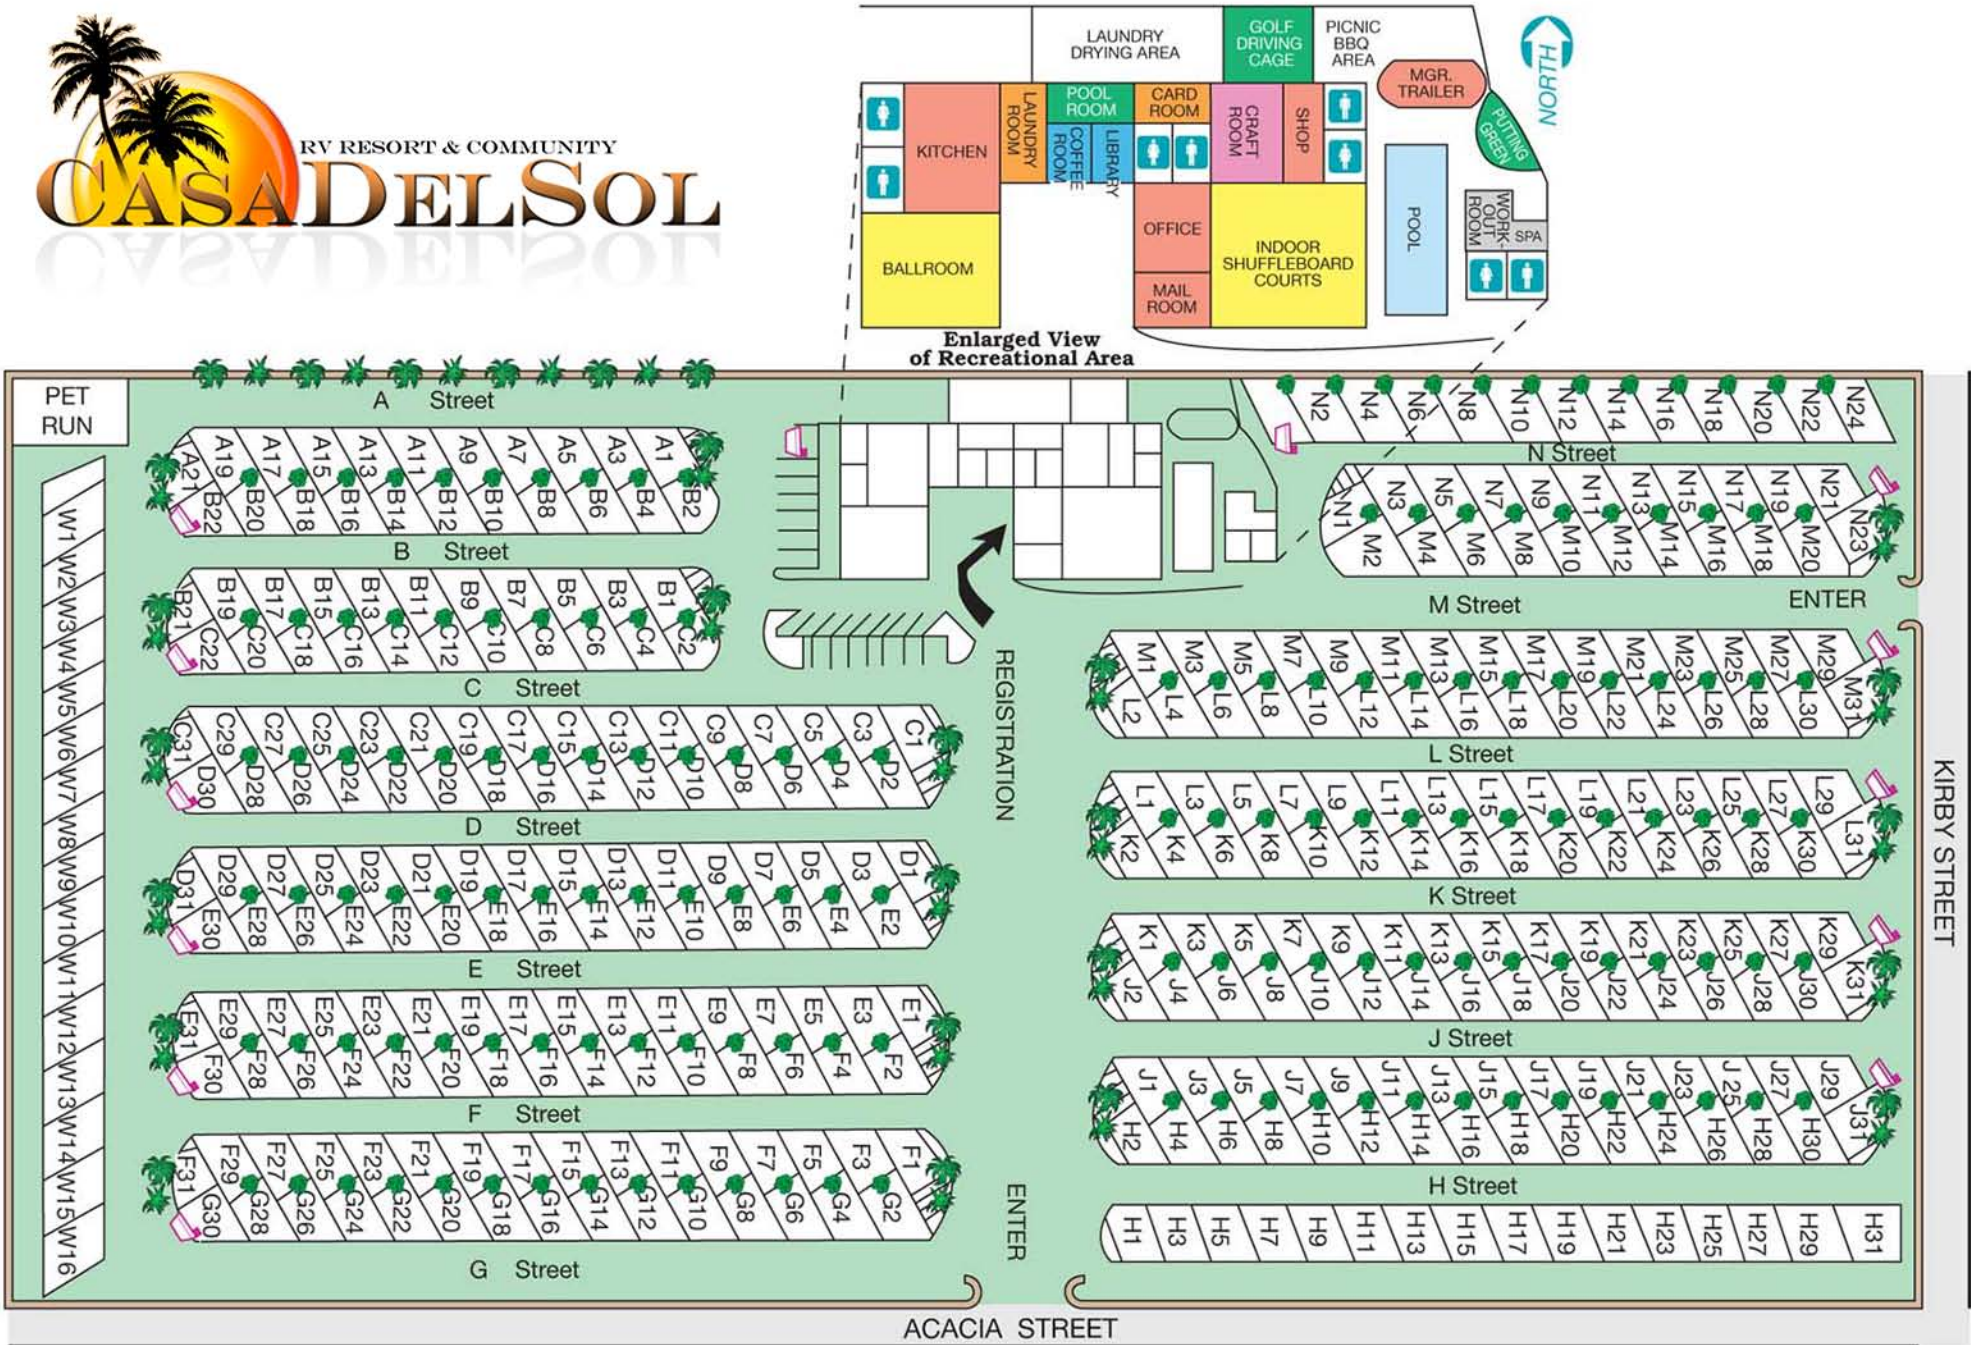 RV RESORT & COMMUNITY
CASADELSOL
LAUNDRY
DRYING AREA
GOLF
DRIVING
CAGE
PICNIC
BBQ
AREA
NORTH
MGR.
TRAILER
PUTTING
GREEN
KITCHEN
LAUNDRY
ROOM
POOL
ROOM
COFFEE
ROOM
LIBRARY
CARD
ROOM
CRAFT
ROOM
SHOP
BALLROOM
OFFICE
MAIL
ROOM
INDOOR
SHUFFLEBOARD
COURTS
POOL
WORK-
OUT
ROOM
SPA
Enlarged View
of Recreational Area
PET
RUN
A Street
A21 A19 A17 A15 A13 A11 A9 A7 A5 A3 A1
B22 B20 B18 B16 B14 B12 B10 B8 B6 B4 B2
B Street
B21 B19 B17 B15 B13 B11 B9 B7 B5 B3 B1
C22 C20 C18 C16 C14 C12 C10 C8 C6 C4 C2
C Street
C31 C29 C27 C25 C23 C21 C19 C17 C15 C13 C11 C9 C7 C5 C3 C1
D30 D28 D26 D24 D22 D20 D18 D16 D14 D12 D10 D8 D6 D4 D2
D Street
D31 D29 D27 D25 D23 D21 D19 D17 D15 D13 D11 D9 D7 D5 D3 D1
E30 E28 E26 E24 E22 E20 E18 E16 E14 E12 E10 E8 E6 E4 E2
E Street
E31 E29 E27 E25 E23 E21 E19 E17 E15 E13 E11 E9 E7 E5 E3 E1
F30 F28 F26 F24 F22 F20 F18 F16 F14 F12 F10 F8 F6 F4 F2
F Street
F31 F29 F27 F25 F23 F21 F19 F17 F15 F13 F11 F9 F7 F5 F3 F1
G30 G28 G26 G24 G22 G20 G18 G16 G14 G12 G10 G8 G6 G4 G2
G Street
W1 W2 W3 W4 W5 W6 W7 W8 W9 W10 W11 W12 W13 W14 W15 W16
REGISTRATION
ENTER
N2 N4 N6 N8 N10 N12 N14 N16 N18 N20 N22 N24
N Street
N1 N3 N5 N7 N9 N11 N13 N15 N17 N19 N21 N23
M2 M4 M6 M8 M10 M12 M14 M16 M18 M20
M Street
ENTER
M1 M3 M5 M7 M9 M11 M13 M15 M17 M19 M21 M23 M25 M27 M29 M31
L2 L4 L6 L8 L10 L12 L14 L16 L18 L20 L22 L24 L26 L28 L30
L Street
L1 L3 L5 L7 L9 L11 L13 L15 L17 L19 L21 L23 L25 L27 L29 L31
K2 K4 K6 K8 K10 K12 K14 K16 K18 K20 K22 K24 K26 K28 K30
K Street
K1 K3 K5 K7 K9 K11 K13 K15 K17 K19 K21 K23 K25 K27 K29 K31
J2 J4 J6 J8 J10 J12 J14 J16 J18 J20 J22 J24 J26 J28 J30
J Street
J1 J3 J5 J7 J9 J11 J13 J15 J17 J19 J21 J23 J 25 J27 J29 J31
H2 H4 H6 H8 H10 H12 H14 H16 H18 H20 H22 H24 H26 H28 H30
H Street
H1 H3 H5 H7 H9 H11 H13 H15 H17 H19 H21 H23 H25 H27 H29 H31
KIRBY STREET
ACACIA STREET